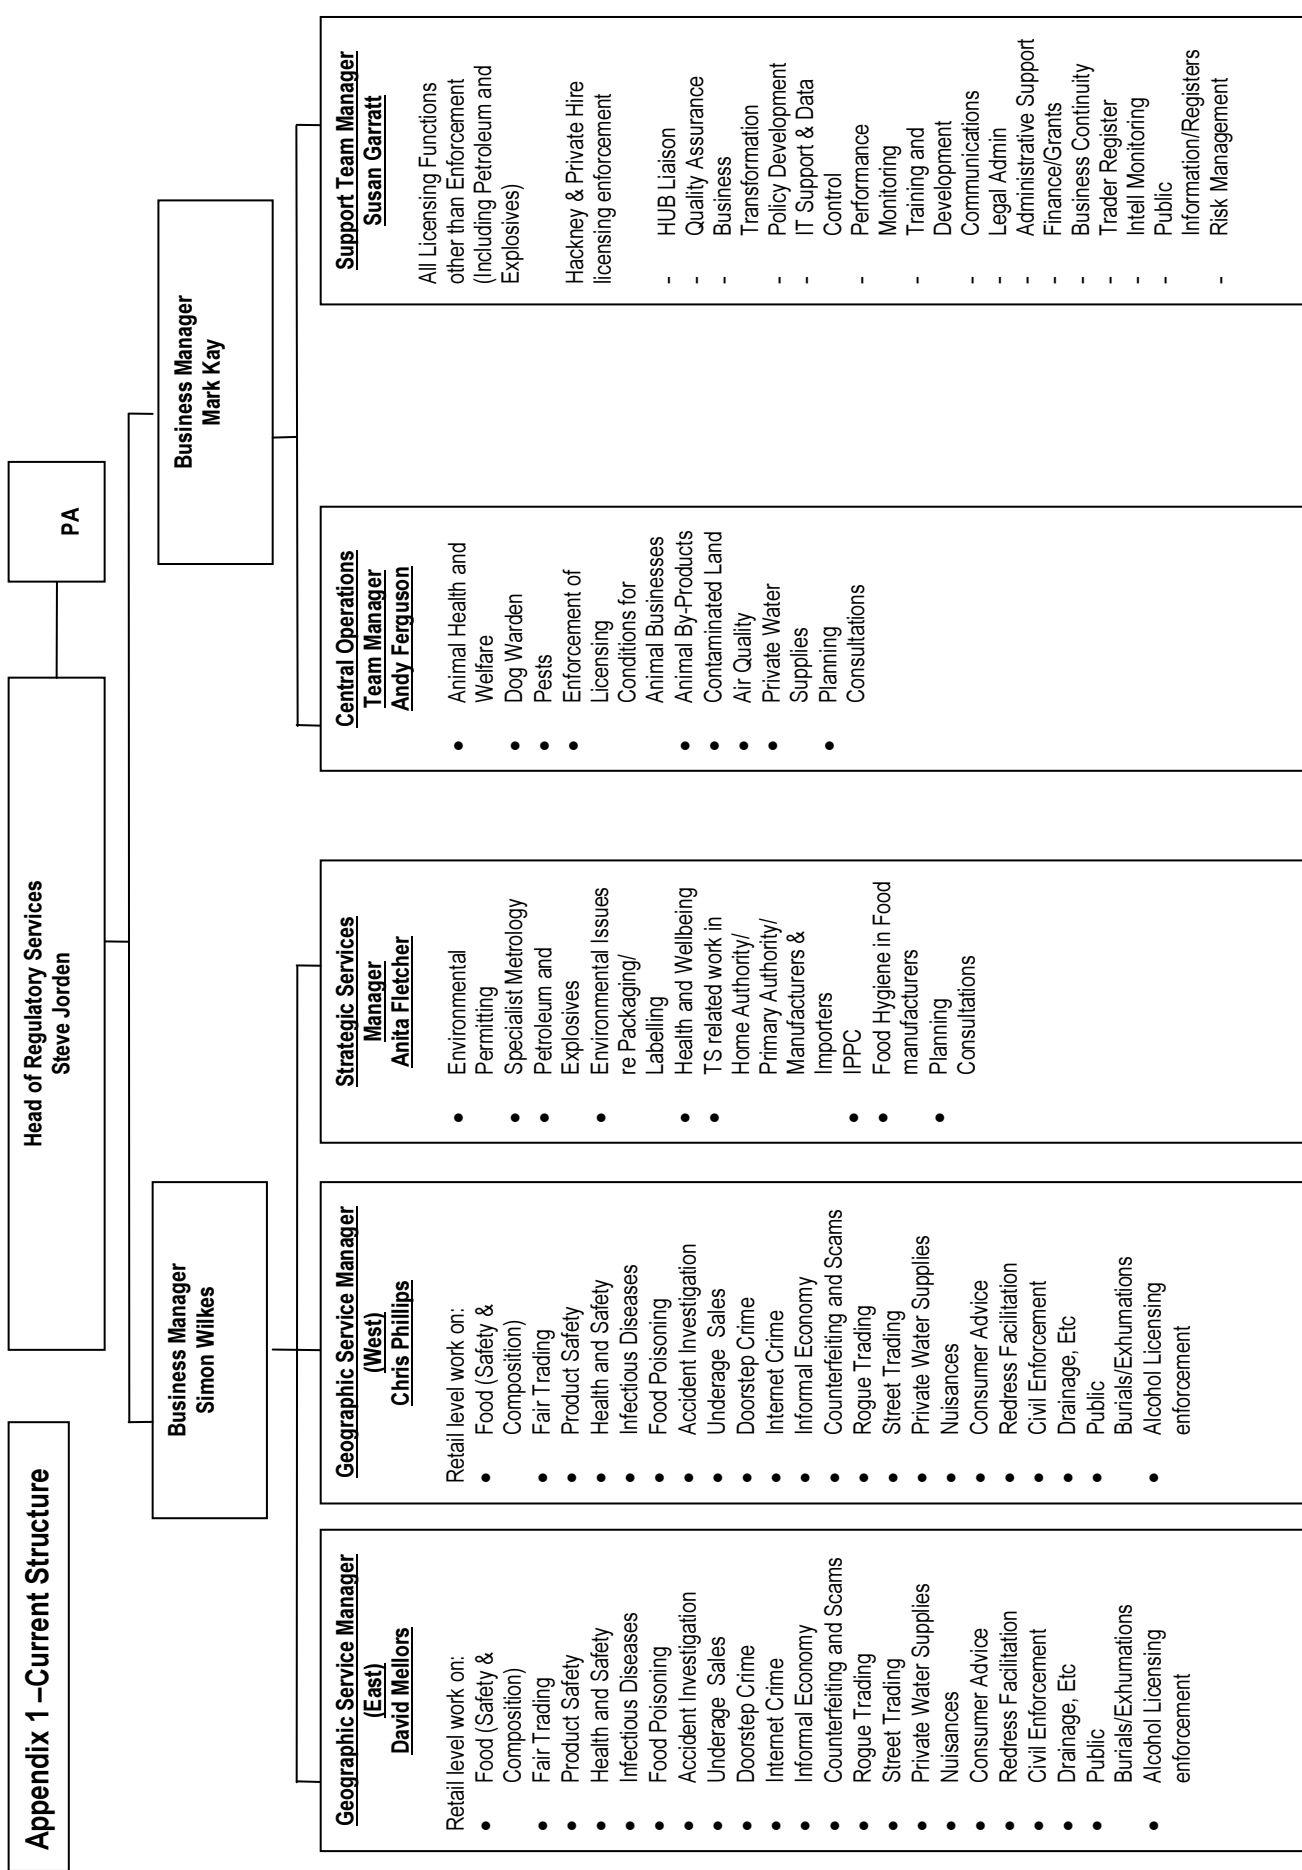 Appendix 1 –Current Structure
Head of Regulatory Services
Steve Jorden
PA
Business Manager
Simon Wilkes
Business Manager
Mark Kay
Geographic Service Manager
(East)
David Mellors
Retail level work on:
• Food (Safety &
Composition)
• Fair Trading
• Product Safety
• Health and Safety
• Infectious Diseases
• Food Poisoning
• Accident Investigation
• Underage Sales
• Doorstep Crime
• Internet Crime
• Informal Economy
• Counterfeiting and Scams
• Rogue Trading
• Street Trading
• Private Water Supplies
• Nuisances
• Consumer Advice
• Redress Facilitation
• Civil Enforcement
• Drainage, Etc
• Public
Burials/Exhumations
• Alcohol Licensing
enforcement
Geographic Service Manager
(West)
Chris Phillips
Retail level work on:
• Food (Safety &
Composition)
• Fair Trading
• Product Safety
• Health and Safety
• Infectious Diseases
• Food Poisoning
• Accident Investigation
• Underage Sales
• Doorstep Crime
• Internet Crime
• Informal Economy
• Counterfeiting and Scams
• Rogue Trading
• Street Trading
• Private Water Supplies
• Nuisances
• Consumer Advice
• Redress Facilitation
• Civil Enforcement
• Drainage, Etc
• Public
Burials/Exhumations
• Alcohol Licensing
enforcement
Strategic Services
Manager
Anita Fletcher
• Environmental
Permitting
• Specialist Metrology
• Petroleum and
Explosives
• Environmental Issues
re Packaging/
Labelling
• Health and Wellbeing
• TS related work in
Home Authority/
Primary Authority/
Manufacturers &
Importers
• IPPC
• Food Hygiene in Food
manufacturers
• Planning
Consultations
Central Operations
Team Manager
Andy Ferguson
• Animal Health and
Welfare
• Dog Warden
• Pests
• Enforcement of
Licensing
Conditions for
Animal Businesses
• Animal By-Products
• Contaminated Land
• Air Quality
• Private Water
Supplies
• Planning
Consultations
Support Team Manager
Susan Garratt
All Licensing Functions
other than Enforcement
(Including Petroleum and
Explosives)
Hackney & Private Hire
licensing enforcement
- HUB Liaison
- Quality Assurance
- Business
Transformation
- Policy Development
- IT Support & Data
Control
- Performance
Monitoring
- Training and
Development
- Communications
- Legal Admin
- Administrative Support
- Finance/Grants
- Business Continuity
- Trader Register
- Intell Monitoring
- Public
Information/Registers
- Risk Management